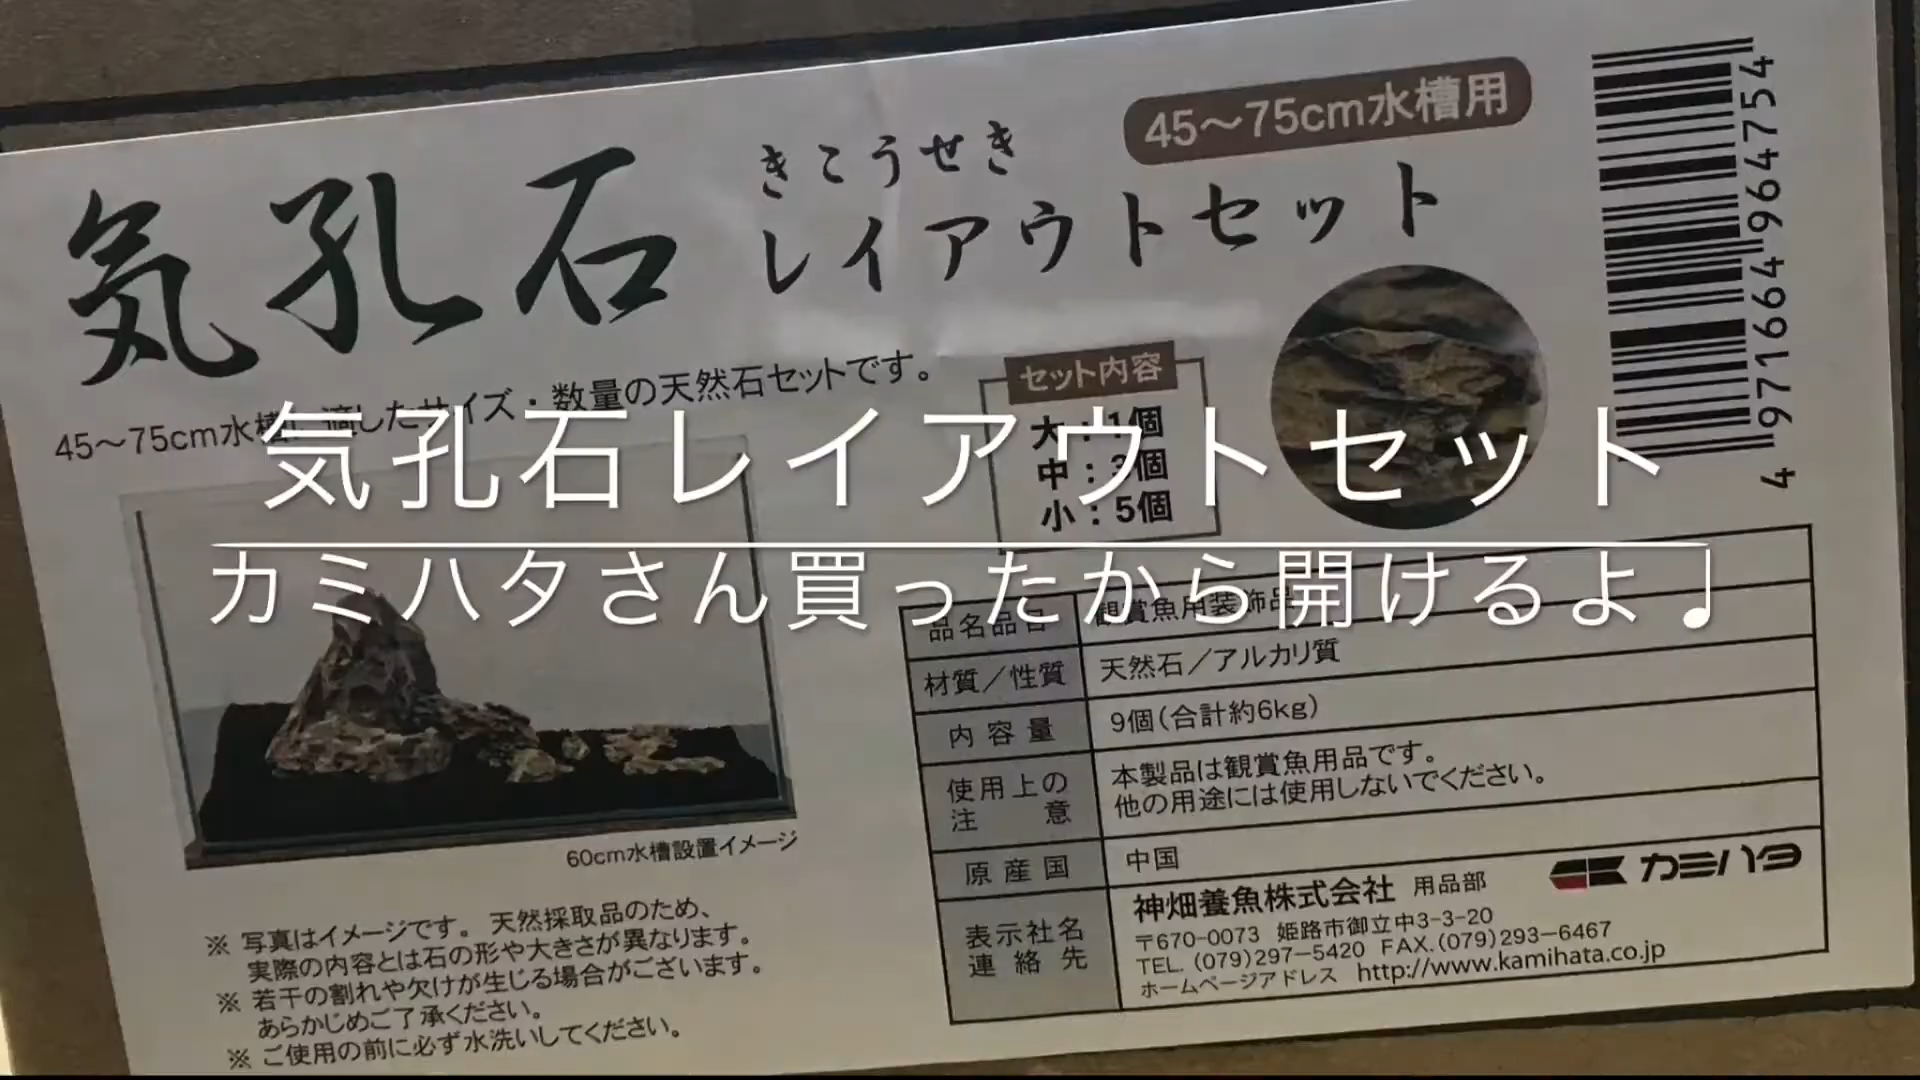 45～75cm水槽用
きこうせき
気孔石
レイアウトセット
4971664964754
45～75cm水槽に適したサイズ・数量の天然石セットです。
セット内容
大：1個
中：3個
小：5個
気孔石レイアウトセット
カミハタさん買ったから開けるよ♩
品名品目 観賞魚用装飾品
材質／性質 天然石／アルカリ質
内容量 9個（合計約6kg）
使用上の注意 本製品は観賞魚用品です。
他の用途には使用しないでください。
原産国 中国
表示社名
連絡先
神畑養魚株式会社 用品部
カミハタ
〒670-0073 姫路市御立中3-3-20
TEL. (079)297-5420 FAX.(079)293-6467
ホームページアドレス http://www.kamihata.co.jp
60cm水槽設置イメージ
※ 写真はイメージです。天然採取品のため、
実際の内容とは石の形や大きさが異なります。
※ 若干の割れや欠けが生じる場合がございます。
あらかじめご了承ください。
※ ご使用の前に必ず水洗いしてください。